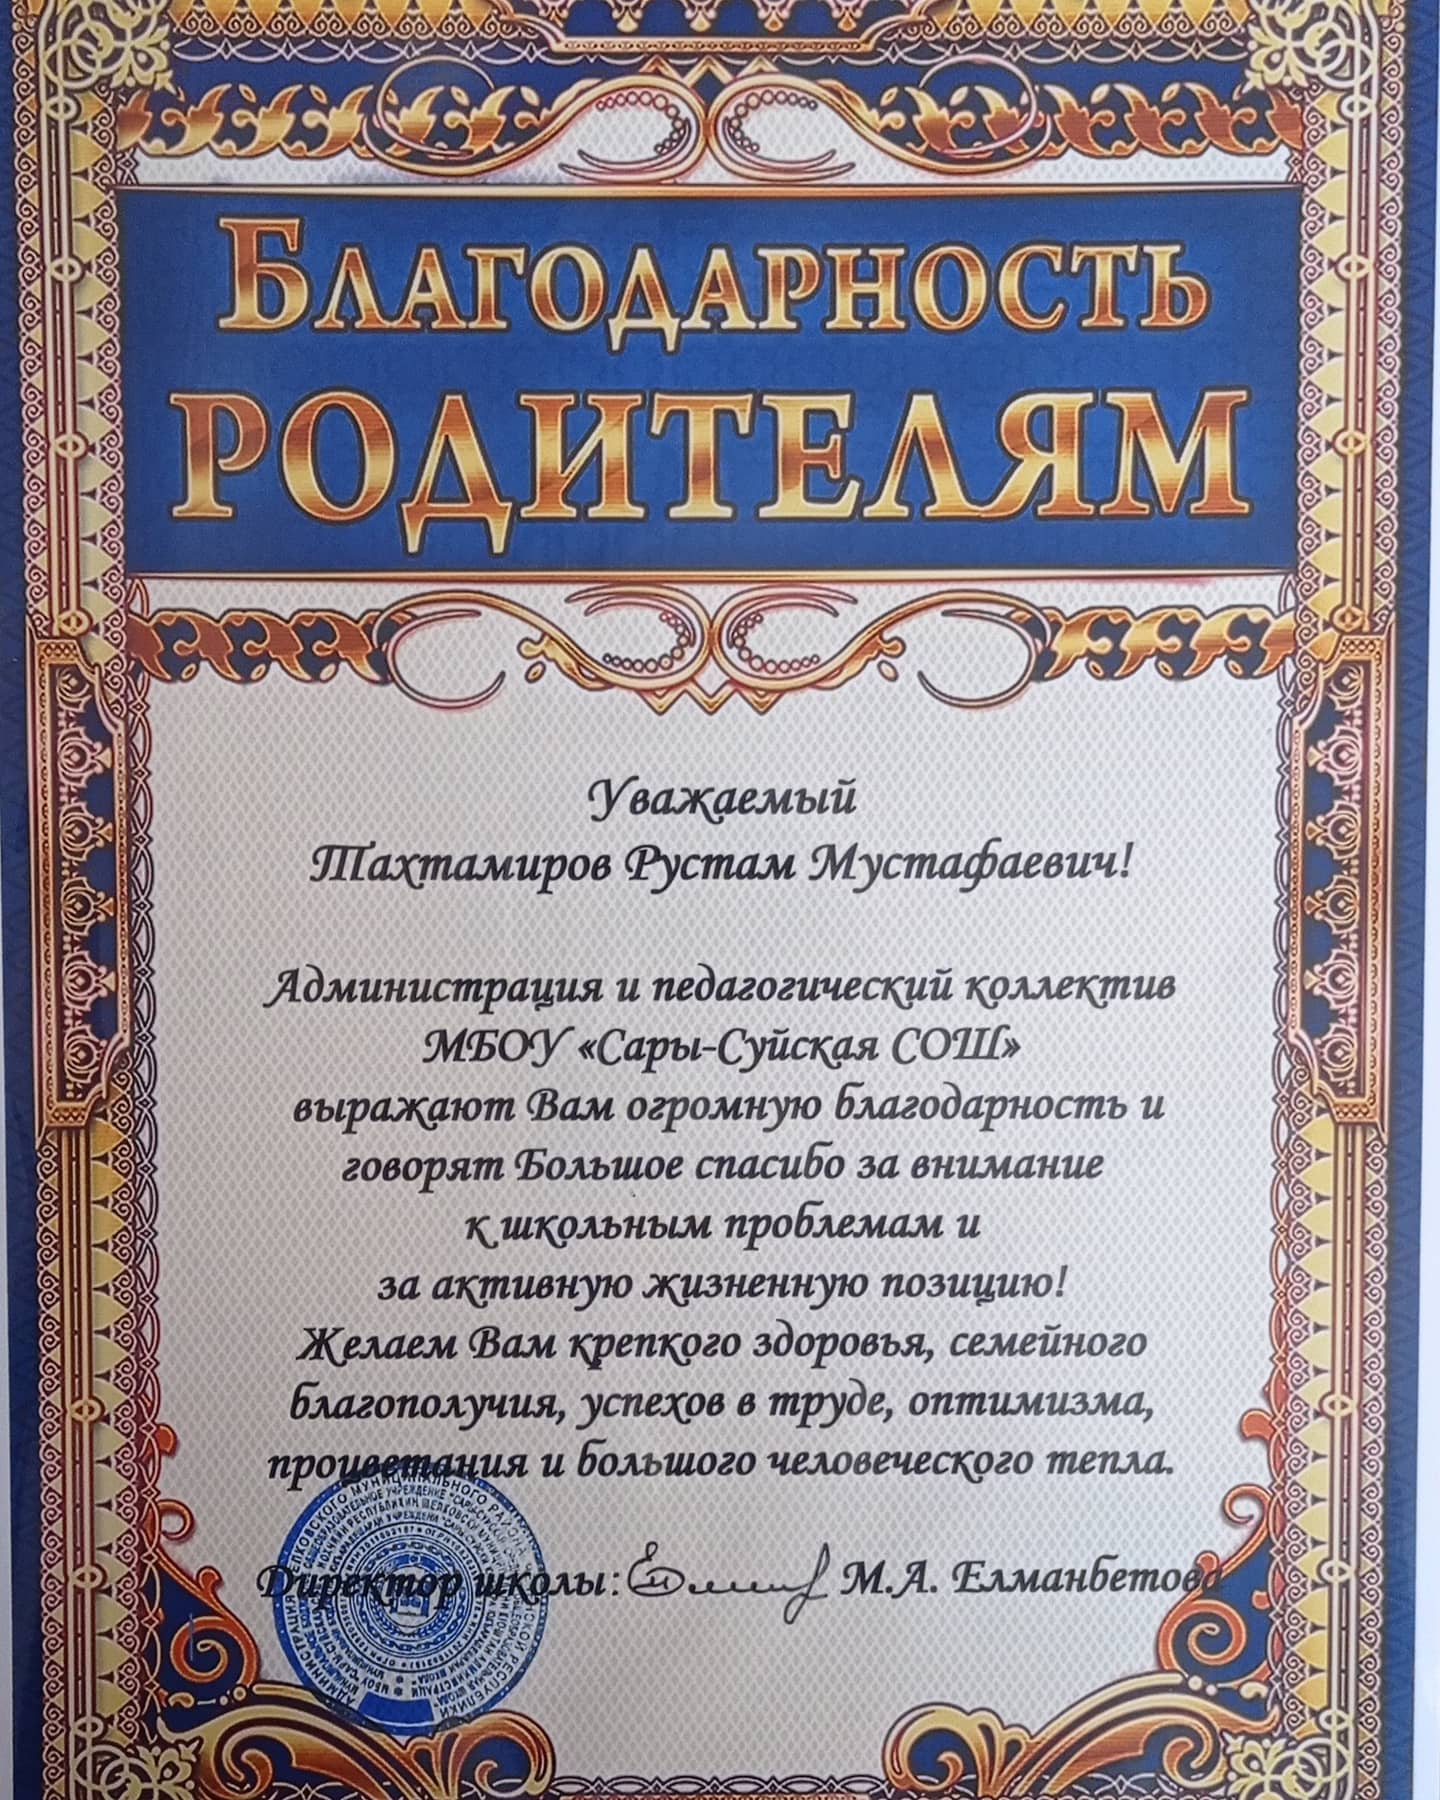 Благодарность
родителям
Уважаемый
Тахтамиров Рустам Мустафаевич!
Администрация и педагогический коллектив
МБОУ «Сары-Суйская СОШ»
выражают Вам огромную благодарность и
говорят Большое спасибо за внимание
к школьным проблемам и
за активную жизненную позицию!
Желаем Вам крепкого здоровья, семейного
благополучия, успехов в труде, оптимизма,
процветания и большого человеческого тепла.
Директор школы: М.А. Елманбетова